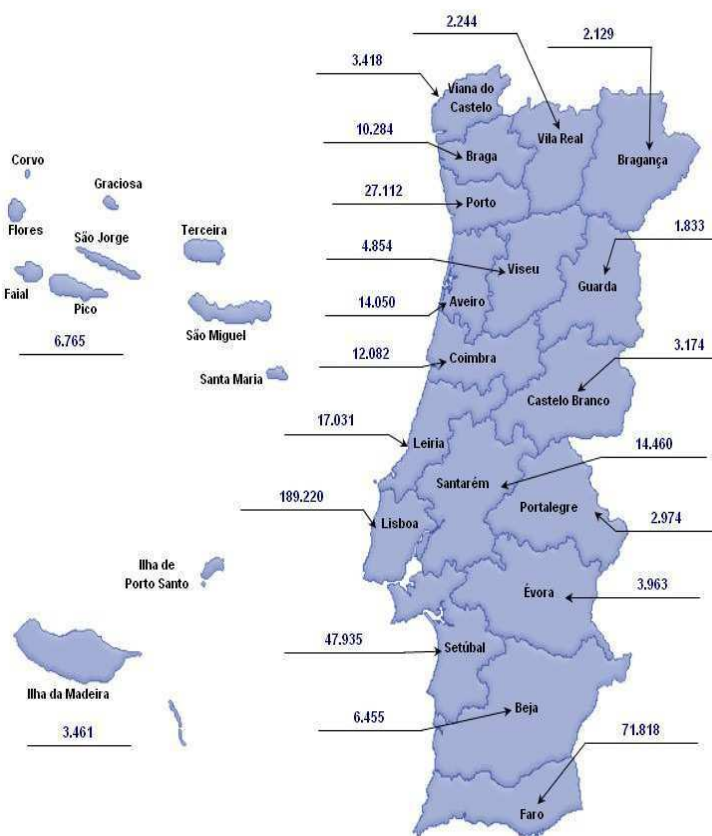 2.244
2.129
3.418
Viana do
Castelo
10.284
Vila Real
Braga
Bragança
Corvo
Graciosa
27.112
Porto
Flores
São Jorge
Terceira
4.854
1.833
Viseu
Guarda
Faial
Pico
14.050
Aveiro
6.765
São Miguel
12.082
Coimbra
3.174
Santa Maria
Castelo Branco
17.031
Leiria
14.460
Santarém
189.220
Lisboa
Portalegre
2.974
Ilha de
Porto Santo
Évora
3.963
47.935
Setúbal
Ilha da Madeira
Beja
6.455
3.461
71.818
Faro